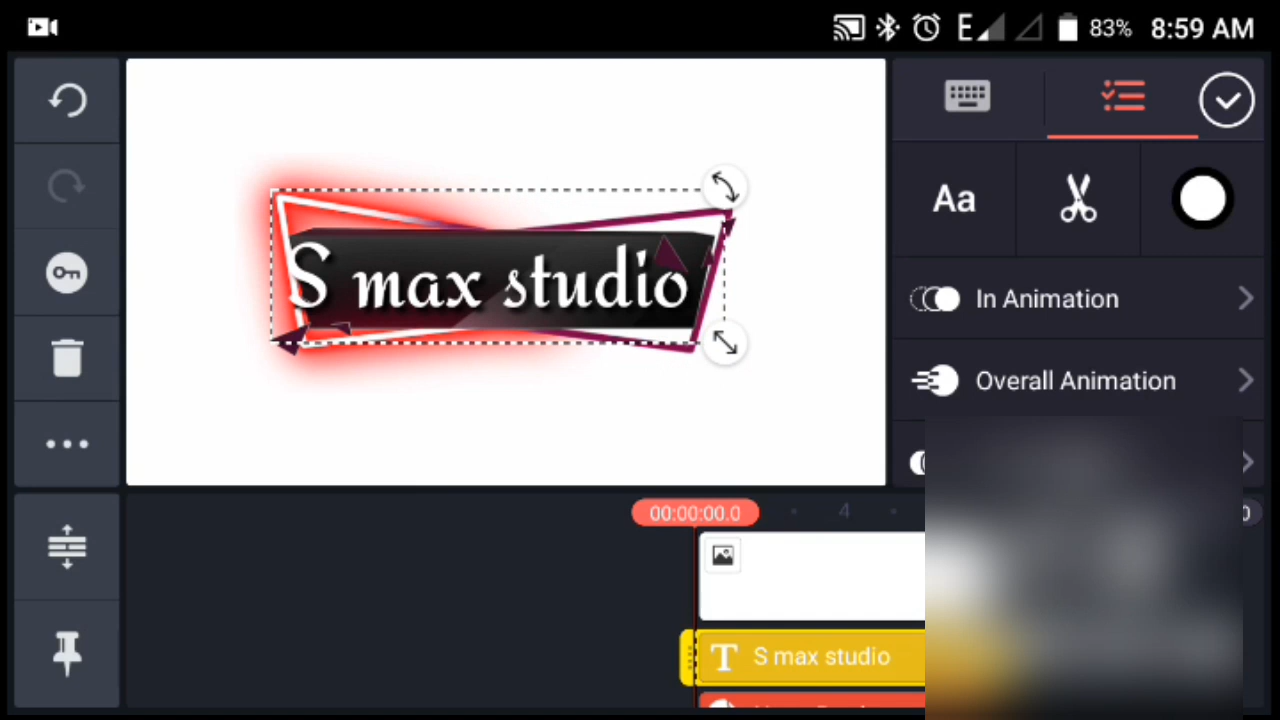 E 83% 8:59 AM
S max studio
Aa
In Animation
Overall Animation
00:00:00.0
4
T S max studio